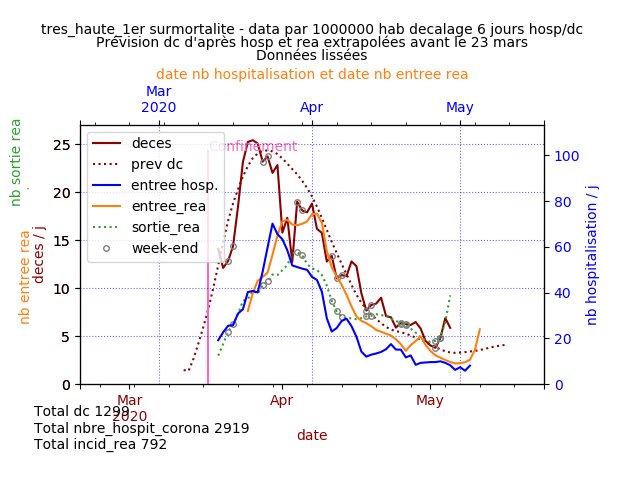 tres_haute_1er surmortalite - data par 1000000 hab decalage 6 jours hosp/dc
Prévision dc d'après hosp et rea extrapolées avant le 23 mars
Données lissées
date nb hospitalisation et date nb entree rea
Mar
2020
Apr
May
25
20
15
10
5
0
100
80
60
40
20
0
nb sortie rea
nb entree rea
deces / j
nb hospitalisation / j
Confinement
deces
prev dc
entree hosp.
entree_rea
sortie_rea
week-end
Mar
2020
Apr
May
date
Total dc 1299
Total nbre_hospit_corona 2919
Total incid_rea 792